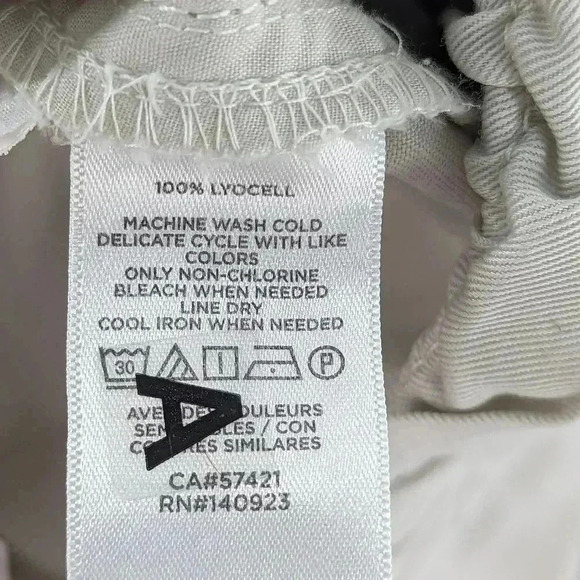 100% LYOCELL
MACHINE WASH COLD
DELICATE CYCLE WITH LIKE
COLORS
ONLY NON-CHLORINE
BLEACH WHEN NEEDED
LINE DRY
COOL IRON WHEN NEEDED
30 P
A
/ CON
SIMILARES
CA#57421
RN#140923